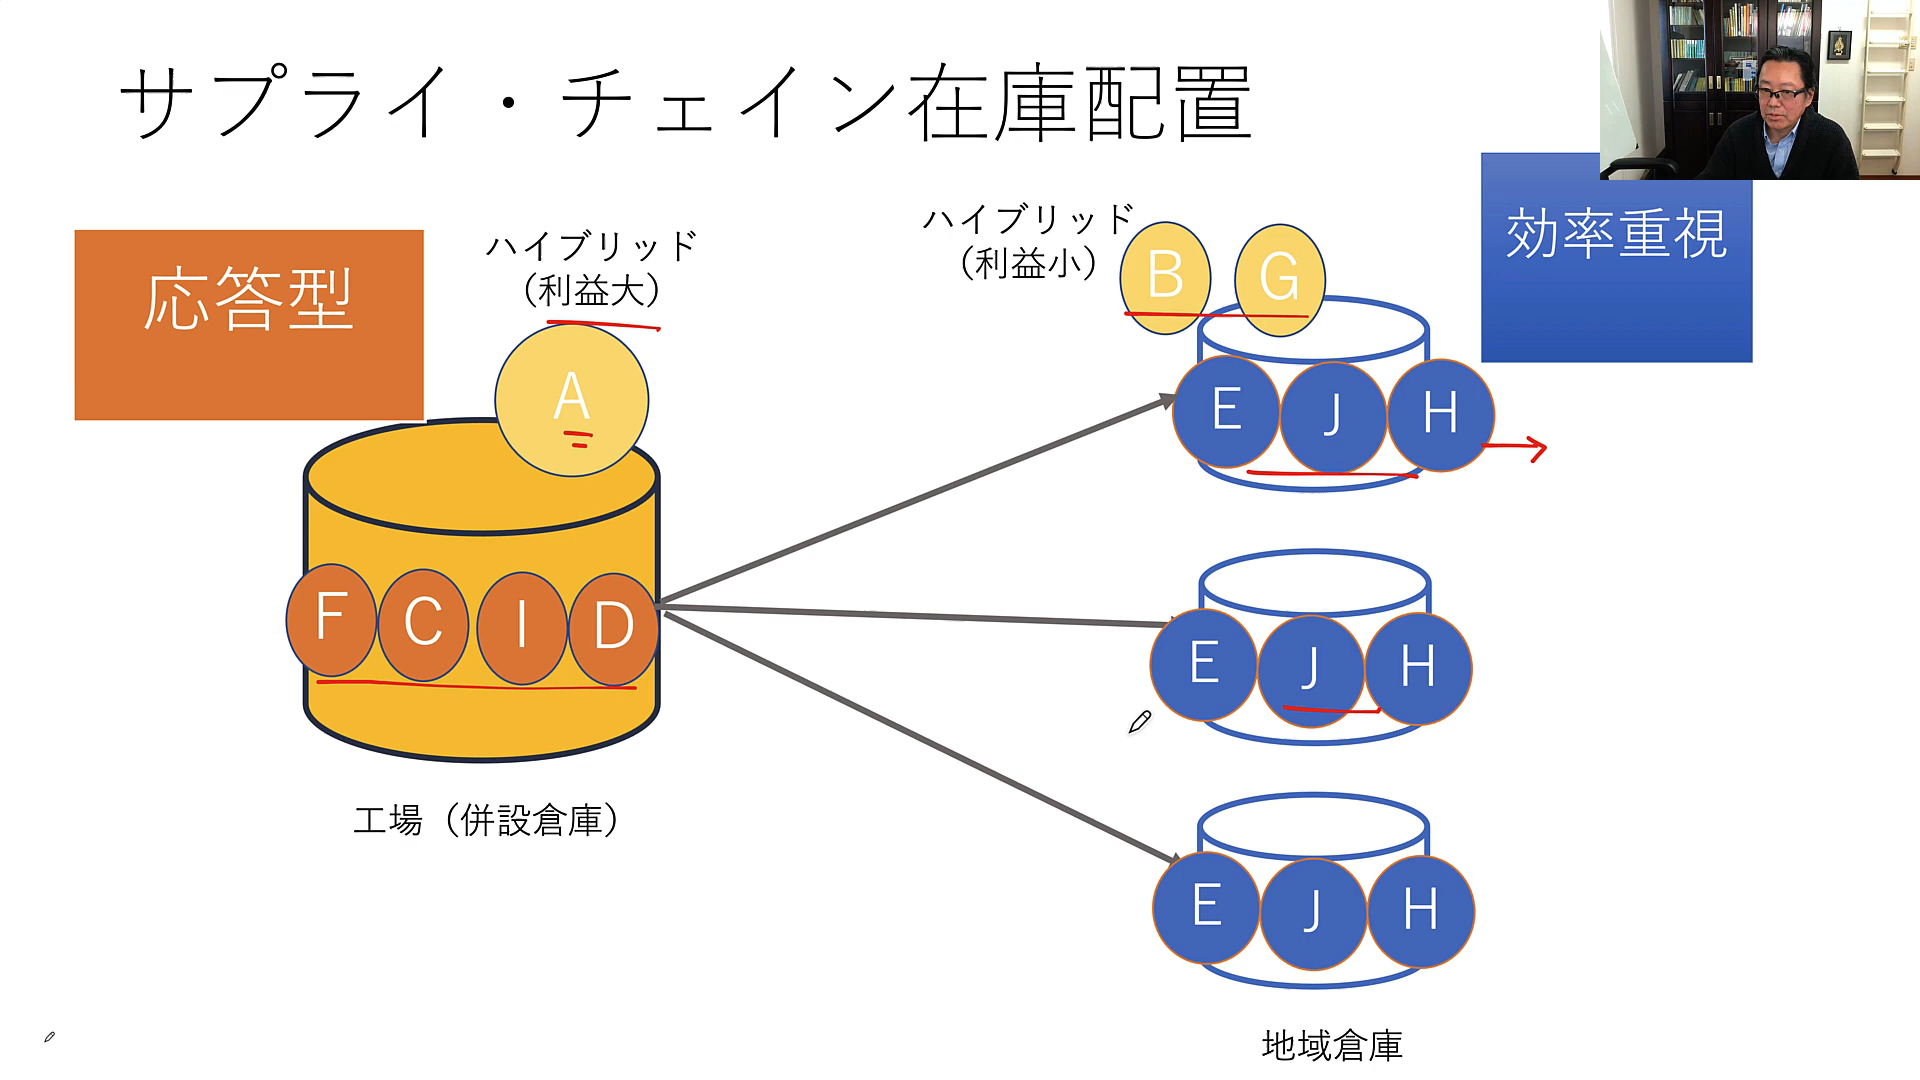 サプライ・チェイン在庫配置
応答型
ハイブリッド
（利益大）
A
F C I D
工場（併設倉庫）
ハイブリッド
（利益小）
B G
効率重視
E J H
E J H
E J H
地域倉庫